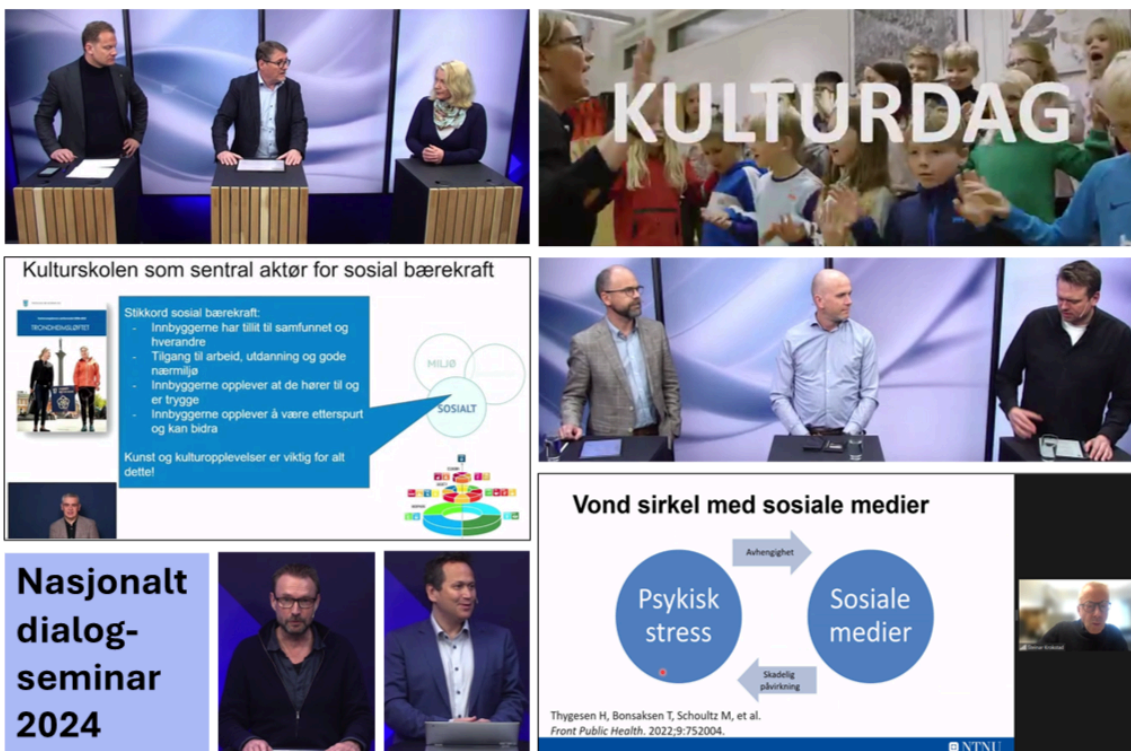 KULTURDAG
Kulturskolen som sentral aktør for sosial bærekraft
TRONDHEIMSLØFTET
Stikkord sosial bærekraft:
- Innbyggerne har tillit til samfunnet og
hverandre
- Tilgang til arbeid, utdanning og gode
nærmiljø
- Innbyggerne opplever at de hører til og
er trygge
- Innbyggerne opplever å være etterspurt
og kan bidra
Kunst og kulturopplevelser er viktig for alt
dette!
MILJØ
SOSIALT
Vond sirkel med sosiale medier
Avhengighet
Psykisk
stress
Sosiale
medier
Skadelig
påvirkning
Thygesen H, Bonsaksen T, Schoultz M, et al.
Front Public Health. 2022;9:752004.
NTNU
Steinar Krokstad
Nasjonalt
dialog-
seminar
2024